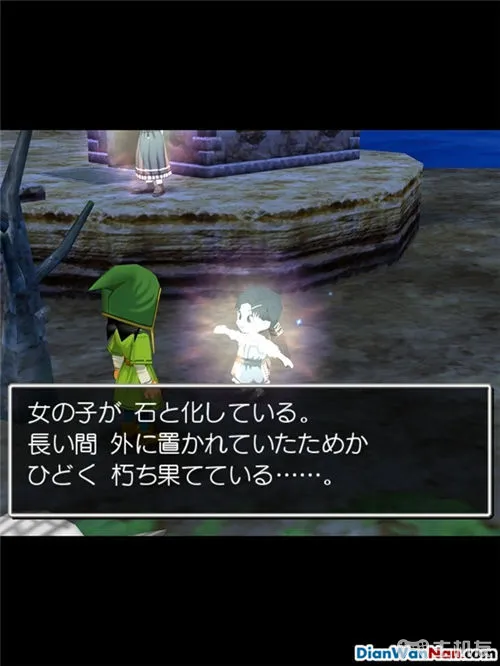 女の子が 石と化している。
長い間 外に置かれていたためか
ひどく 朽ち果てている……。
DianWanNan.com